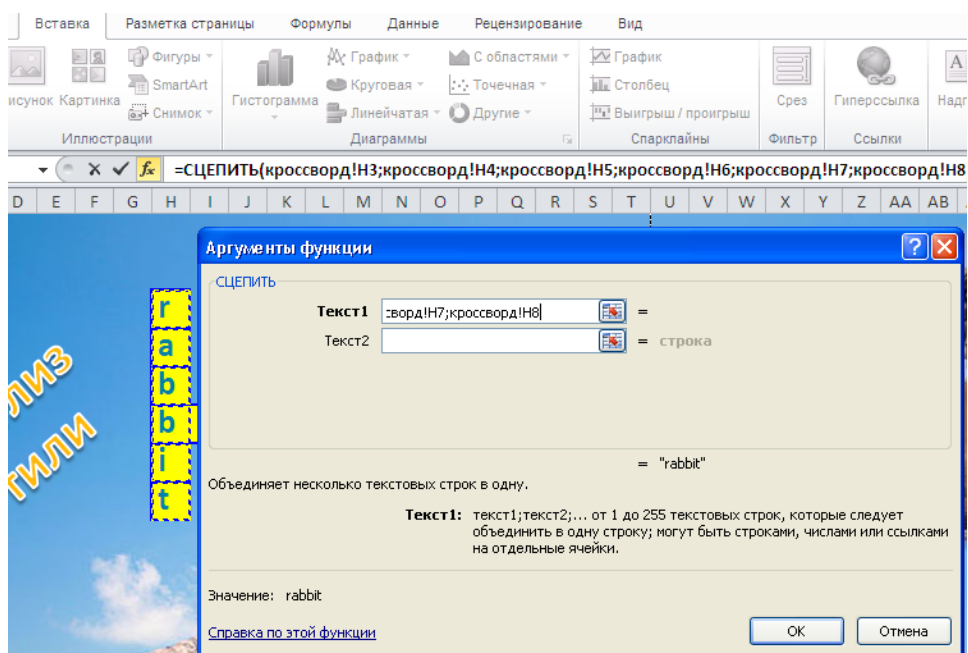 Вставка Разметка страницы Формулы Данные Рецензирование Вид
Фигуры График С областями График
SmartArt Круговая Точечная Столбец
исунок Картинка Снимок Гистограмма Линейчатая Другие Выигрыш / проигрыш Срез Гиперссылка Надп
Иллюстрации Диаграммы Спарклайны Фильтр Ссылки
fx =СЦЕПИТЬ(кроссворд!H3;кроссворд!H4;кроссворд!H5;кроссворд!H6;кроссворд!H7;кроссворд!H8
D E F G H I J K L M N O P Q R S T U V W X Y Z AA AB
Аргументы функции
СЦЕПИТЬ
Текст1 ворд!H7;кроссворд!H8 =
Текст2 = строка
r
a
b
b
i
t
лиз
тили
= "rabbit"
Объединяет несколько текстовых строк в одну.
Текст1: текст1;текст2;... от 1 до 255 текстовых строк, которые следует
объединить в одну строку; могут быть строками, числами или ссылками
на отдельные ячейки.
Значение: rabbit
Справка по этой функции
ОК Отмена